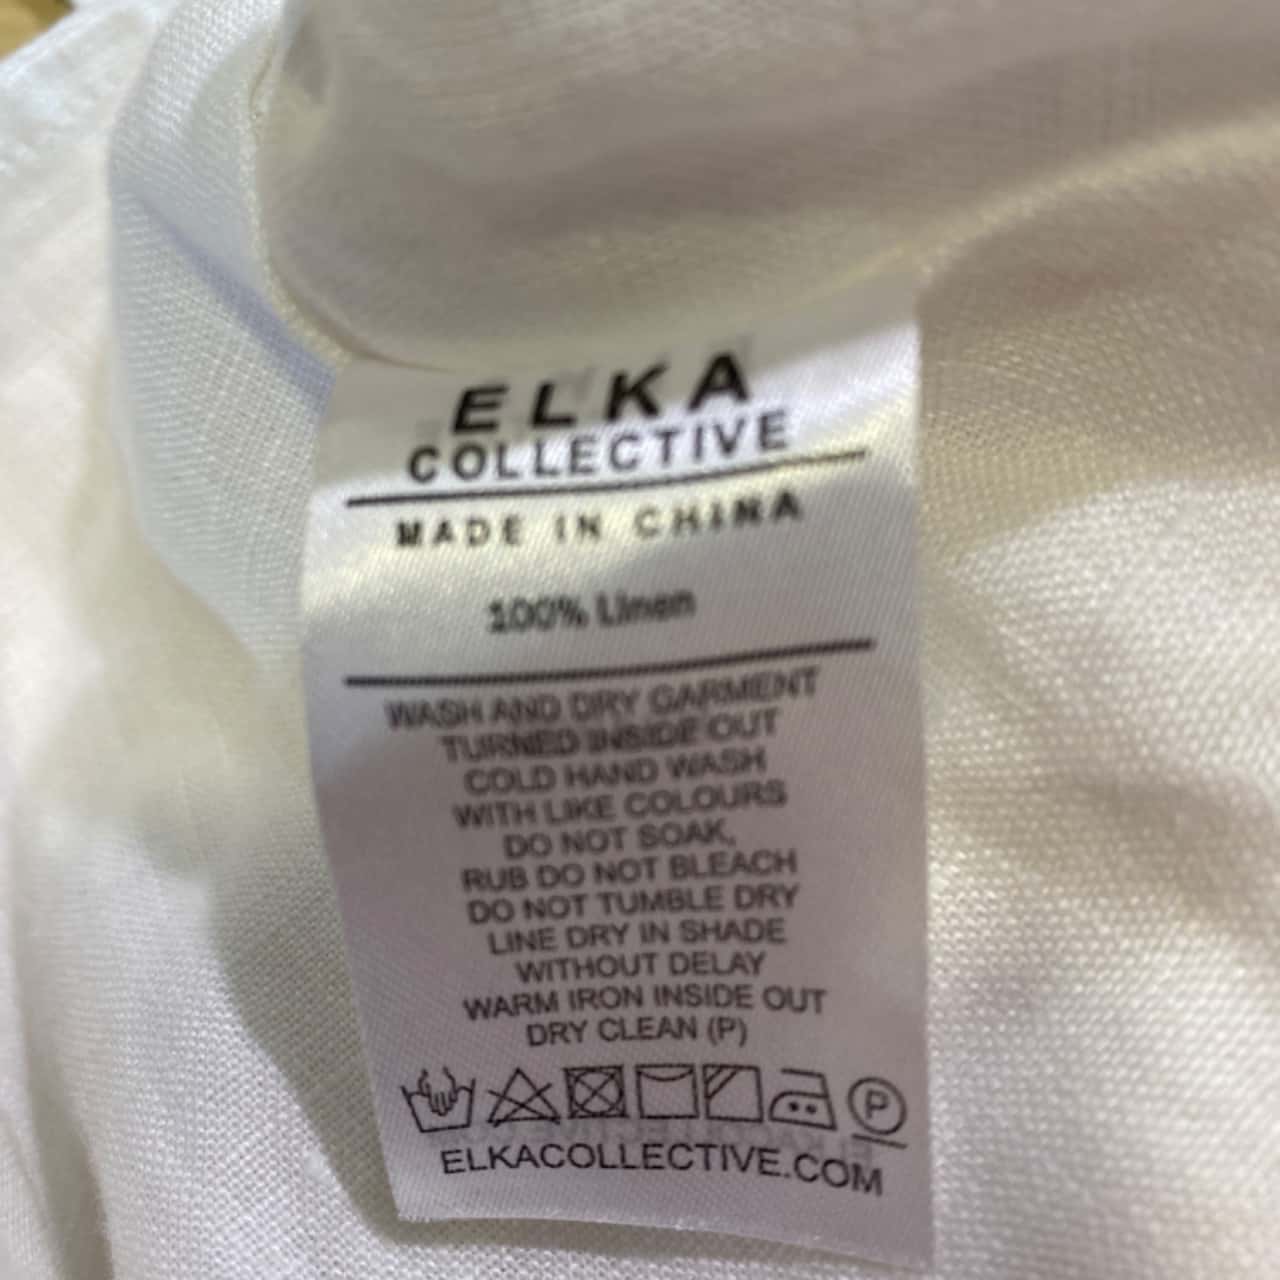 ELKA
COLLECTIVE
MADE IN CHINA
100% Linen
WASH AND DRY GARMENT
TURNED INSIDE OUT
COLD HAND WASH
WITH LIKE COLOURS
DO NOT SOAK,
RUB DO NOT BLEACH
DO NOT TUMBLE DRY
LINE DRY IN SHADE
WITHOUT DELAY
WARM IRON INSIDE OUT
DRY CLEAN (P)
P
ELKACOLLECTIVE.COM